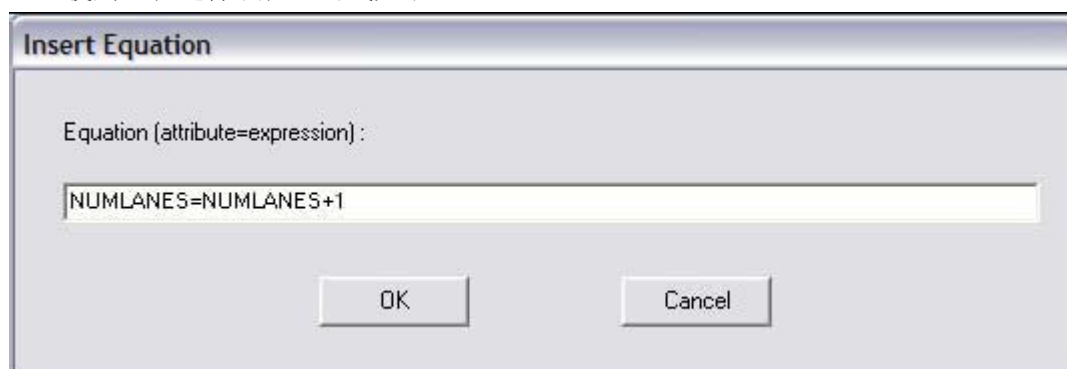 Insert Equation
Equation (attribute=expression) :
NUMLANES=NUMLANES+1
OK
Cancel